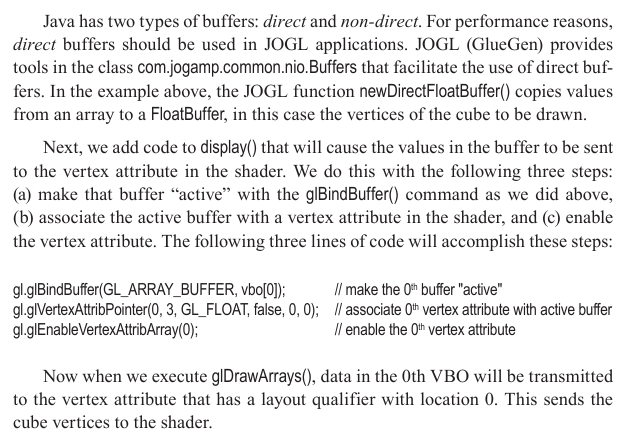 Java has two types of buffers: direct and non-direct. For performance reasons,
direct buffers should be used in JOGL applications. JOGL (GlueGen) provides
tools in the class com.jogamp.common.nio.Buffers that facilitate the use of direct buf-
fers. In the example above, the JOGL function newDirectFloatBuffer() copies values
from an array to a FloatBuffer, in this case the vertices of the cube to be drawn.
Next, we add code to display() that will cause the values in the buffer to be sent
to the vertex attribute in the shader. We do this with the following three steps:
(a) make that buffer “active” with the glBindBuffer() command as we did above,
(b) associate the active buffer with a vertex attribute in the shader, and (c) enable
the vertex attribute. The following three lines of code will accomplish these steps:
gl.glBindBuffer(GL_ARRAY_BUFFER, vbo[0]); // make the 0th buffer "active"
gl.glVertexAttribPointer(0, 3, GL_FLOAT, false, 0, 0); // associate 0th vertex attribute with active buffer
gl.glEnableVertexAttribArray(0); // enable the 0th vertex attribute
Now when we execute glDrawArrays(), data in the 0th VBO will be transmitted
to the vertex attribute that has a layout qualifier with location 0. This sends the
cube vertices to the shader.